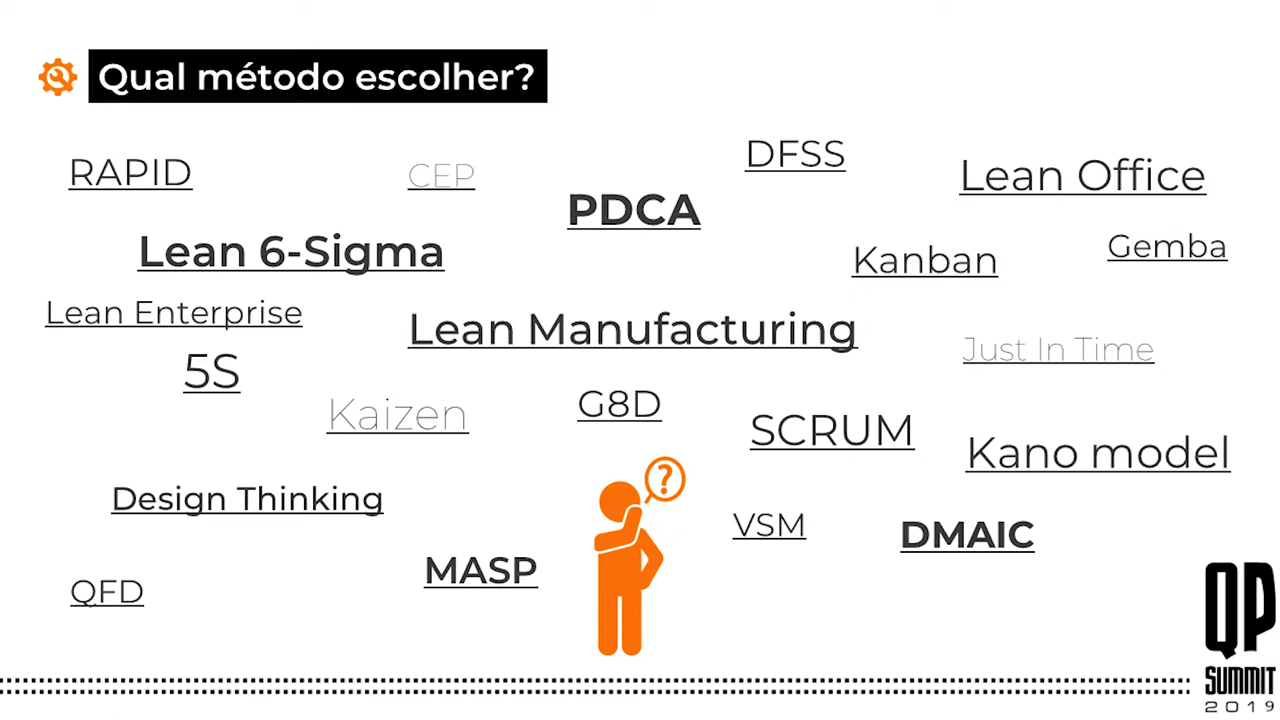 Qual método escolher?
RAPID
CEP
DFSS
Lean Office
PDCA
Lean 6-Sigma
Kanban
Gemba
Lean Enterprise
Lean Manufacturing
Just In Time
5S
Kaizen
G8D
SCRUM
Kano model
?
Design Thinking
VSM
DMAIC
MASP
QFD
QP
SUMMIT
2019